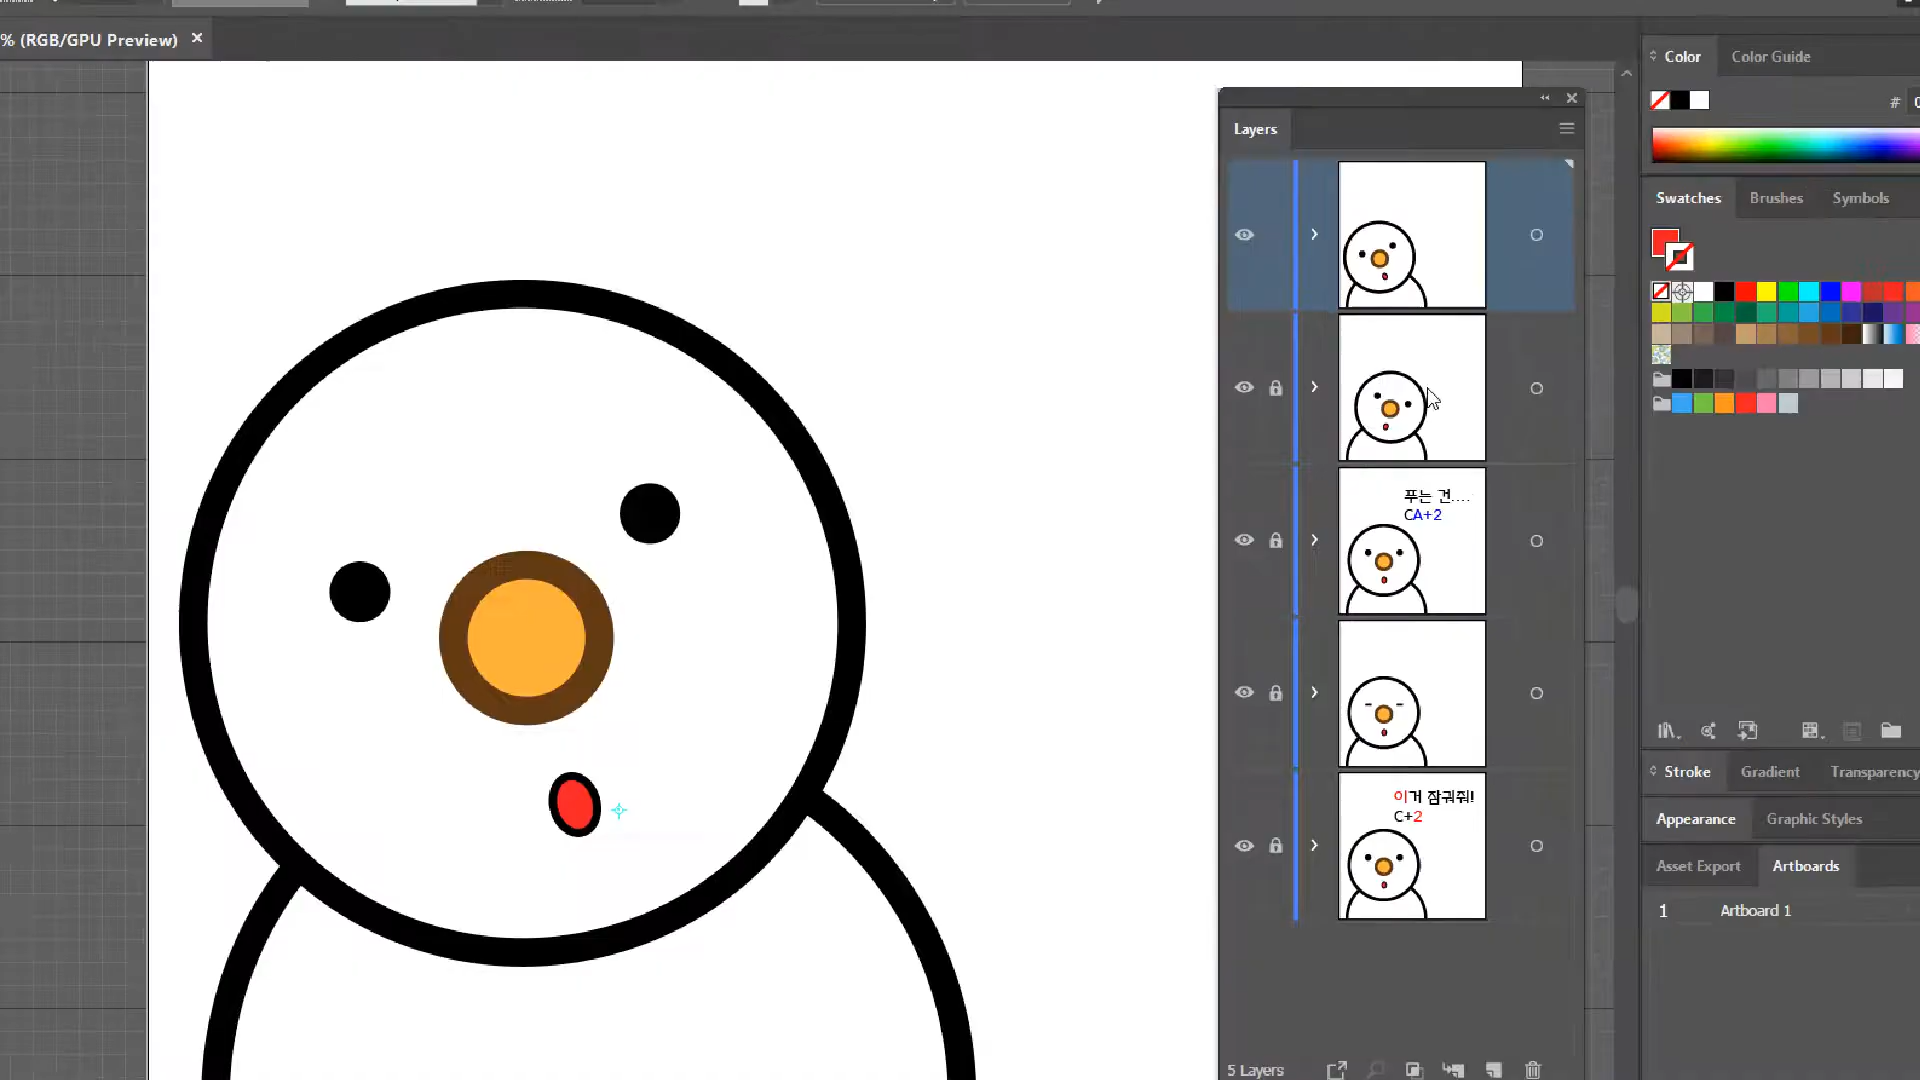 % (RGB/GPU Preview)
Color
Color Guide
#
Layers
Swatches
Brushes
Symbols
푸는 건....
CA+2
이거 잠궈줘!
C+2
Stroke
Gradient
Transparency
Appearance
Graphic Styles
Asset Export
Artboards
1 Artboard 1
5 Layers